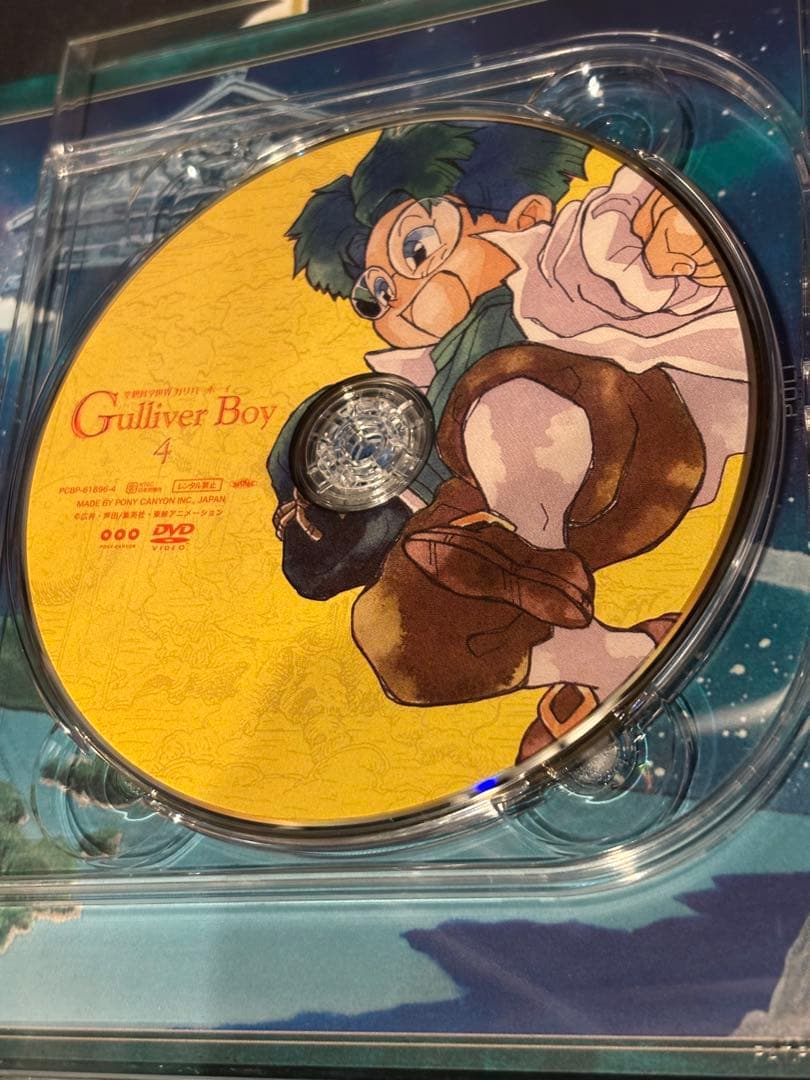 空想科学世界ガリバーボーイ
Gulliver Boy
4
PCBP-61896-4 レンタル禁止
MADE BY PONY CANYON INC., JAPAN
©広井・芦田/集英社・東映アニメーション
PONY CANYON
DVD
VIDEO